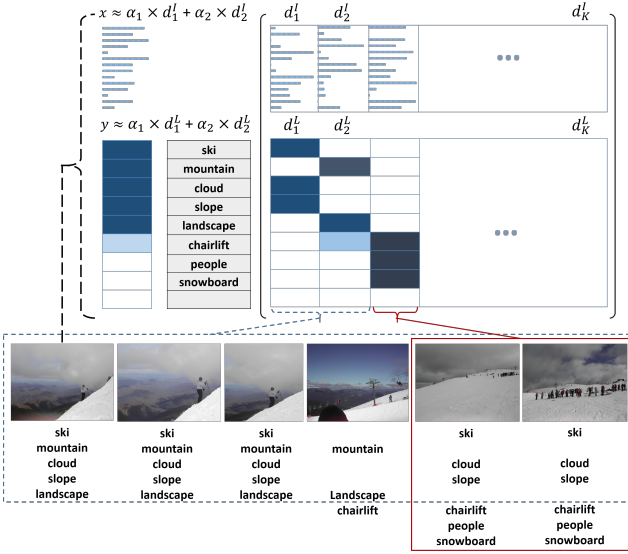 x ≈ α₁ × d₁ᴵ + α₂ × d₂ᴵ
d₁ᴵ d₂ᴵ d_Kᴵ
y ≈ α₁ × d₁ᴸ + α₂ × d₂ᴸ
d₁ᴸ d₂ᴸ d_Kᴸ
ski
mountain
cloud
slope
landscape
chairlift
people
snowboard
ski ski ski ski ski
mountain mountain mountain mountain
cloud cloud cloud cloud cloud
slope slope slope slope slope
landscape landscape landscape Landscape
chairlift chairlift chairlift
people people
snowboard snowboard